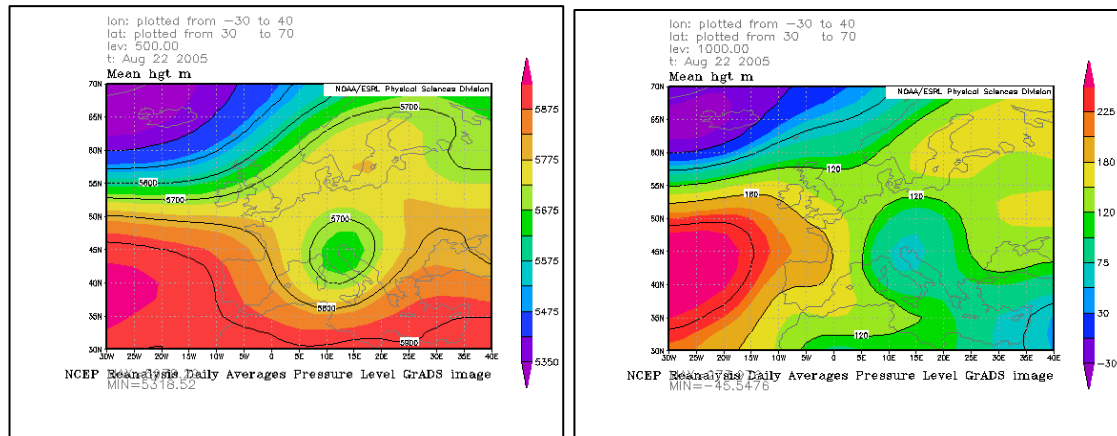 lon: plotted from -30 to 40
lat: plotted from 30 to 70
lev: 500.00
t: Aug 22 2005
Mean hgt m
NOAA/ESRL Physical Sciences Division
70N
65N
60N
55N
50N
45N
40N
35N
30N
30W 25W 20W 15W 10W 5W 0 5E 10E 15E 20E 25E 30E 35E 40E
5700
5600
5700
5700
5800
5900
5875
5775
5675
5575
5475
5350
NCEP Reanalysis Daily Averages Pressure Level GrADS image
MIN=5318.52
lon: plotted from -30 to 40
lat: plotted from 30 to 70
lev: 1000.00
t: Aug 22 2005
Mean hgt m
NOAA/ESRL Physical Sciences Division
70N
65N
60N
55N
50N
45N
40N
35N
30N
30W 25W 20W 15W 10W 5W 0 5E 10E 15E 20E 25E 30E 35E 40E
120
160
120
120
225
180
120
75
30
-30
NCEP Reanalysis Daily Averages Pressure Level GrADS image
MIN=-45.5476